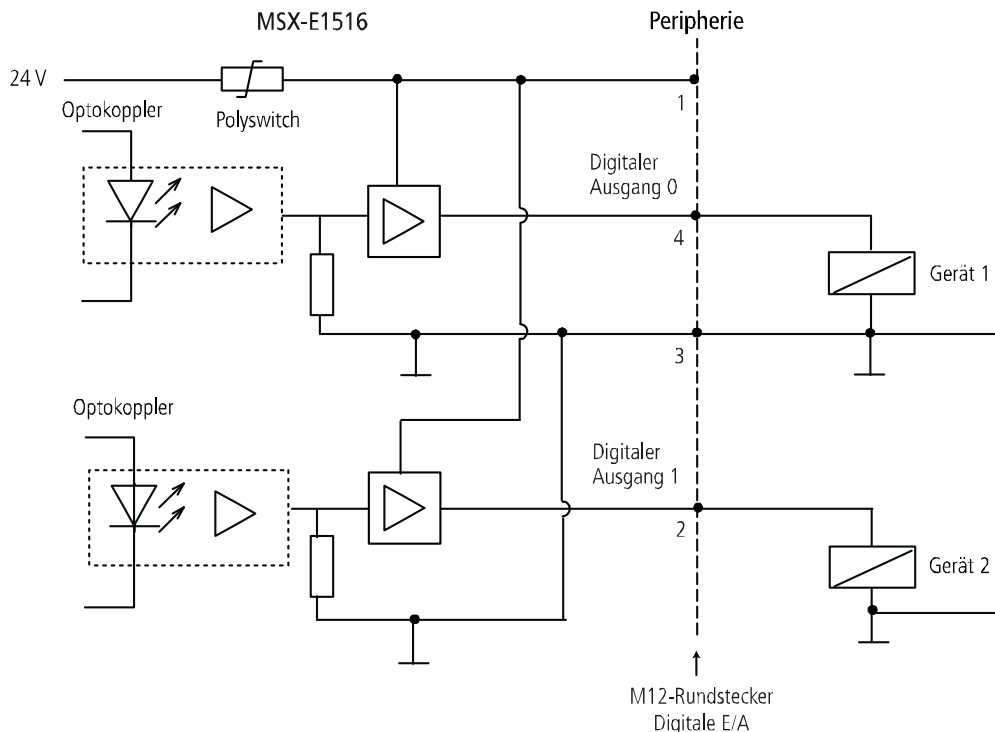 MSX-E1516
Peripherie
24 V
Polyswitch
1
Optokoppler
Digitaler
Ausgang 0
4
Gerät 1
3
Optokoppler
Digitaler
Ausgang 1
2
Gerät 2
M12-Rundstecker
Digitale E/A